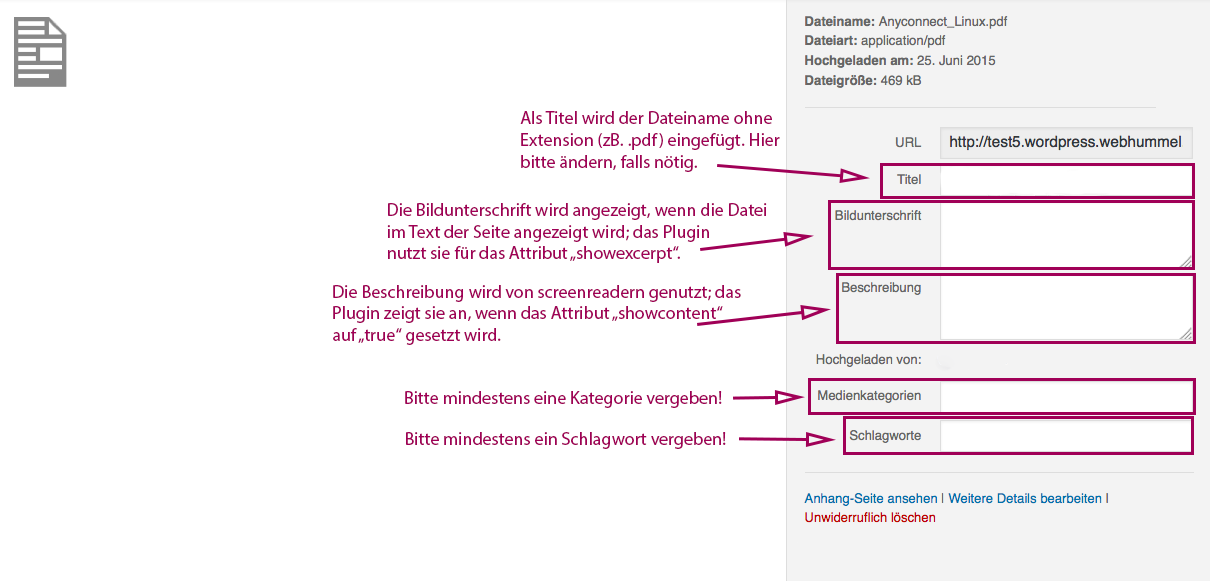 Dateiname: Anyconnect_Linux.pdf
Dateiart: application/pdf
Hochgeladen am: 25. Juni 2015
Dateigröße: 469 kB
Als Titel wird der Dateiname ohne
Extension (zB. .pdf) eingefügt. Hier
bitte ändern, falls nötig.
URL http://test5.wordpress.webhummel
Titel
Die Bildunterschrift wird angezeigt, wenn die Datei
im Text der Seite angezeigt wird; das Plugin
nutzt sie für das Attribut „showexcerpt“.
Bildunterschrift
Die Beschreibung wird von screenreadern genutzt; das
Plugin zeigt sie an, wenn das Attribut „showcontent“
auf „true“ gesetzt wird.
Beschreibung
Hochgeladen von:
Bitte mindestens eine Kategorie vergeben!
Medienkategorien
Bitte mindestens ein Schlagwort vergeben!
Schlagworte
Anhang-Seite ansehen | Weitere Details bearbeiten |
Unwiderruflich löschen